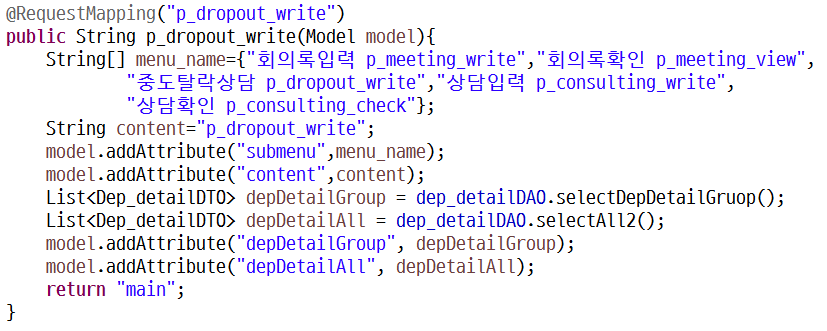 @RequestMapping("p_dropout_write")
public String p_dropout_write(Model model){
    String[] menu_name={"회의록입력 p_meeting_write","회의록확인 p_meeting_view",
            "중도탈락상담 p_dropout_write","상담입력 p_consulting_write",
            "상담확인 p_consulting_check"};
    String content="p_dropout_write";
    model.addAttribute("submenu",menu_name);
    model.addAttribute("content",content);
    List<Dep_detailDTO> depDetailGroup = dep_detailDAO.selectDepDetailGruop();
    List<Dep_detailDTO> depDetailAll = dep_detailDAO.selectAll2();
    model.addAttribute("depDetailGroup", depDetailGroup);
    model.addAttribute("depDetailAll", depDetailAll);
    return "main";
}